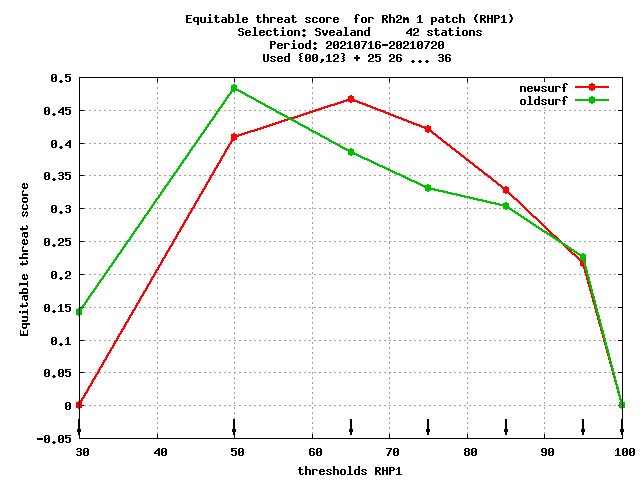 Equitable threat score  for Rh2m 1 patch (RHP1)
Selection: Svealand     42 stations
Period: 20210716-20210720
Used {00,12} + 25 26 ... 36
newsurf
oldsurf
0.5
0.45
0.4
0.35
0.3
0.25
0.2
0.15
0.1
0.05
0
-0.05
Equitable threat score
30 40 50 60 70 80 90 100
thresholds RHP1